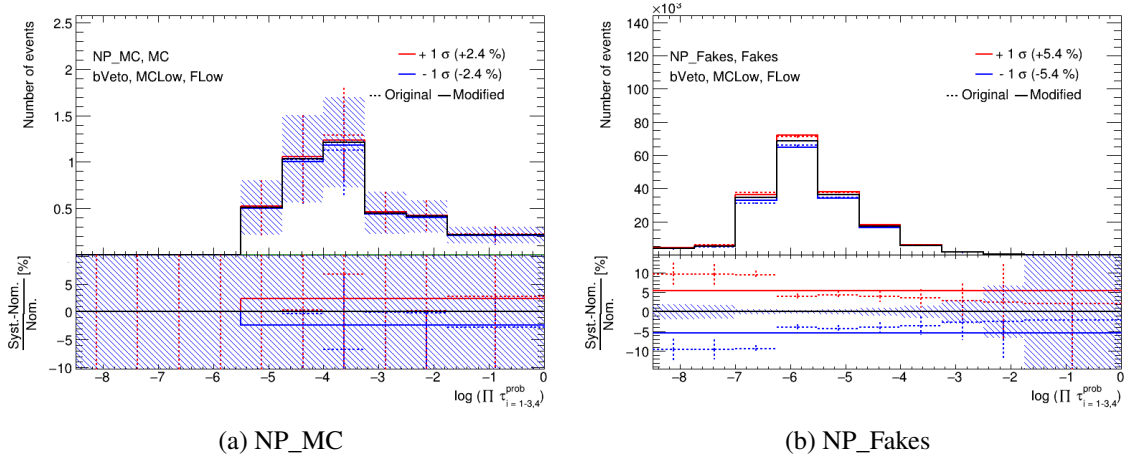 Number of events
2.5
2
1.5
1
0.5
NP_MC, MC
bVeto, MCLow, FLow
+ 1 σ (+2.4 %)
- 1 σ (-2.4 %)
Original Modified
Syst.-Nom. [%]
Nom.
5
0
−5
−10
−8 −7 −6 −5 −4 −3 −2 −1 0
log (∏ τ^prob_i = 1-3,4)
(a) NP_MC
×10^3
Number of events
140
120
100
80
60
40
20
NP_Fakes, Fakes
bVeto, MCLow, FLow
+ 1 σ (+5.4 %)
- 1 σ (-5.4 %)
Original Modified
Syst.-Nom. [%]
Nom.
10
5
0
−5
−10
−8 −7 −6 −5 −4 −3 −2 −1 0
log (∏ τ^prob_i = 1-3,4)
(b) NP_Fakes